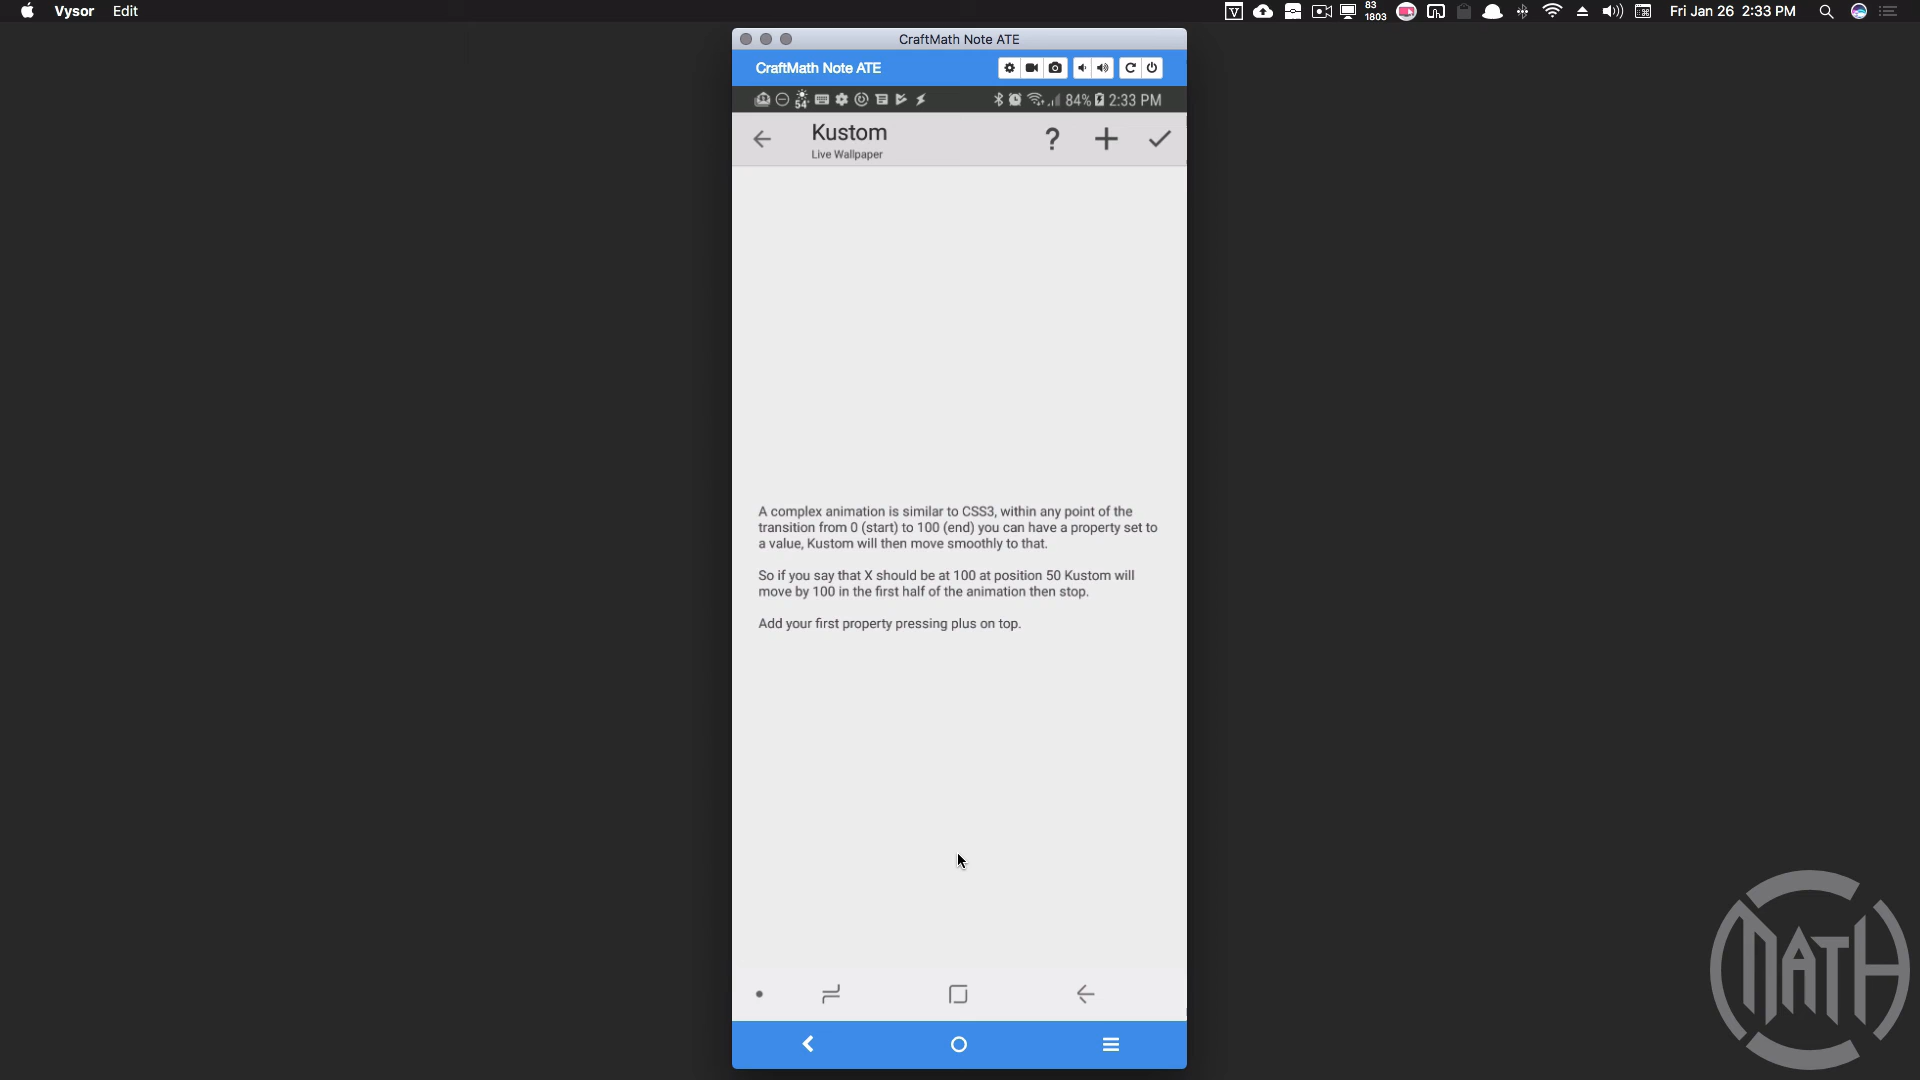 Vysor Edit
83
1803
Fri Jan 26 2:33 PM
CraftMath Note ATE
CraftMath Note ATE
54°
84% 2:33 PM
Kustom
Live Wallpaper
A complex animation is similar to CSS3, within any point of the
transition from 0 (start) to 100 (end) you can have a property set to
a value, Kustom will then move smoothly to that.
So if you say that X should be at 100 at position 50 Kustom will
move by 100 in the first half of the animation then stop.
Add your first property pressing plus on top.
MATH